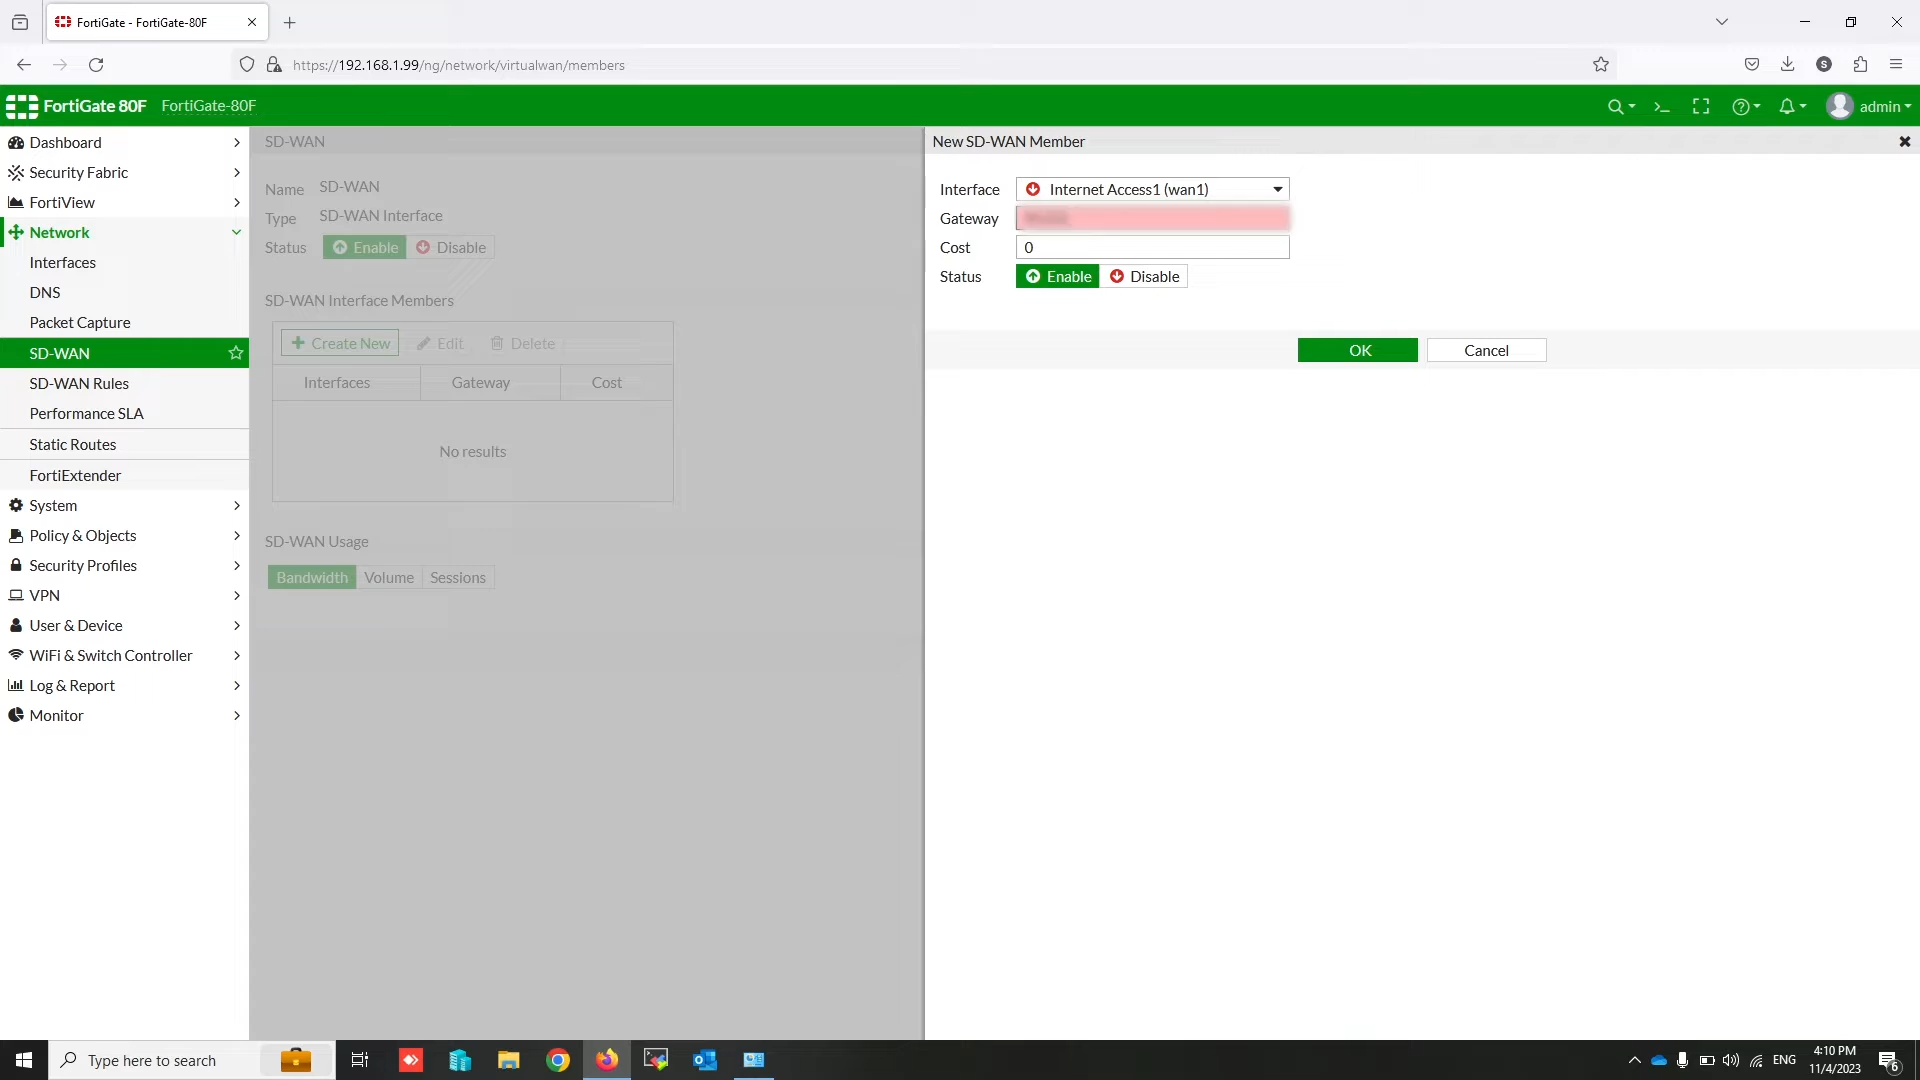 FortiGate - FortiGate-80F
https://192.168.1.99/ng/network/virtualwan/members
S
FortiGate 80F FortiGate-80F
admin
Dashboard
Security Fabric
FortiView
Network
Interfaces
DNS
Packet Capture
SD-WAN
SD-WAN Rules
Performance SLA
Static Routes
FortiExtender
System
Policy & Objects
Security Profiles
VPN
User & Device
WiFi & Switch Controller
Log & Report
Monitor
SD-WAN
Name SD-WAN
Type SD-WAN Interface
Status Enable Disable
SD-WAN Interface Members
Create New Edit Delete
Interfaces Gateway Cost
No results
SD-WAN Usage
Bandwidth Volume Sessions
New SD-WAN Member
Interface Internet Access1 (wan1)
Gateway
Cost 0
Status Enable Disable
OK Cancel
Type here to search
ENG
4:10 PM
11/4/2023
6